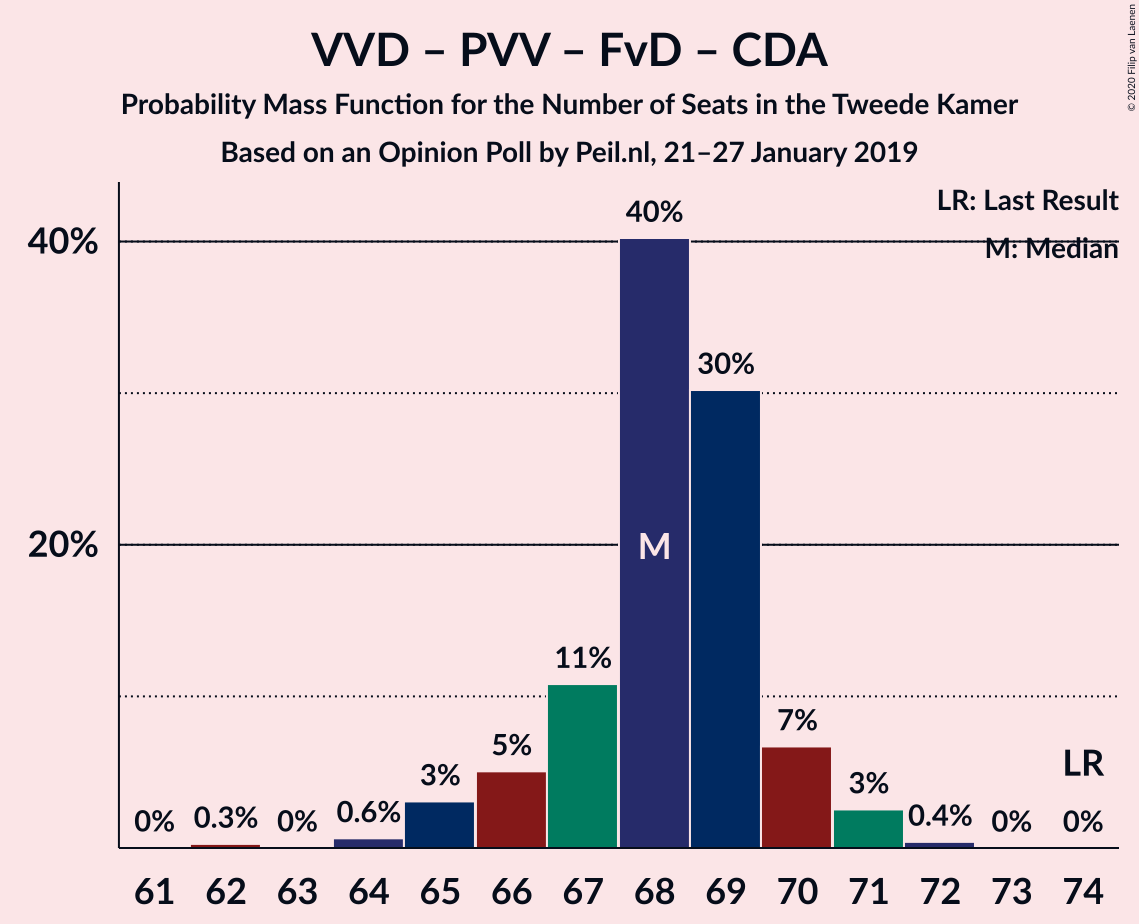 VVD – PVV – FvD – CDA
Probability Mass Function for the Number of Seats in the Tweede Kamer
Based on an Opinion Poll by Peil.nl, 21–27 January 2019
© 2020 Filip van Laenen
LR: Last Result
M: Median
40%
20%
0% 0.3% 0% 0.6% 3% 5% 11% 40% 30% 7% 3% 0.4% 0% 0%
M
LR
61 62 63 64 65 66 67 68 69 70 71 72 73 74